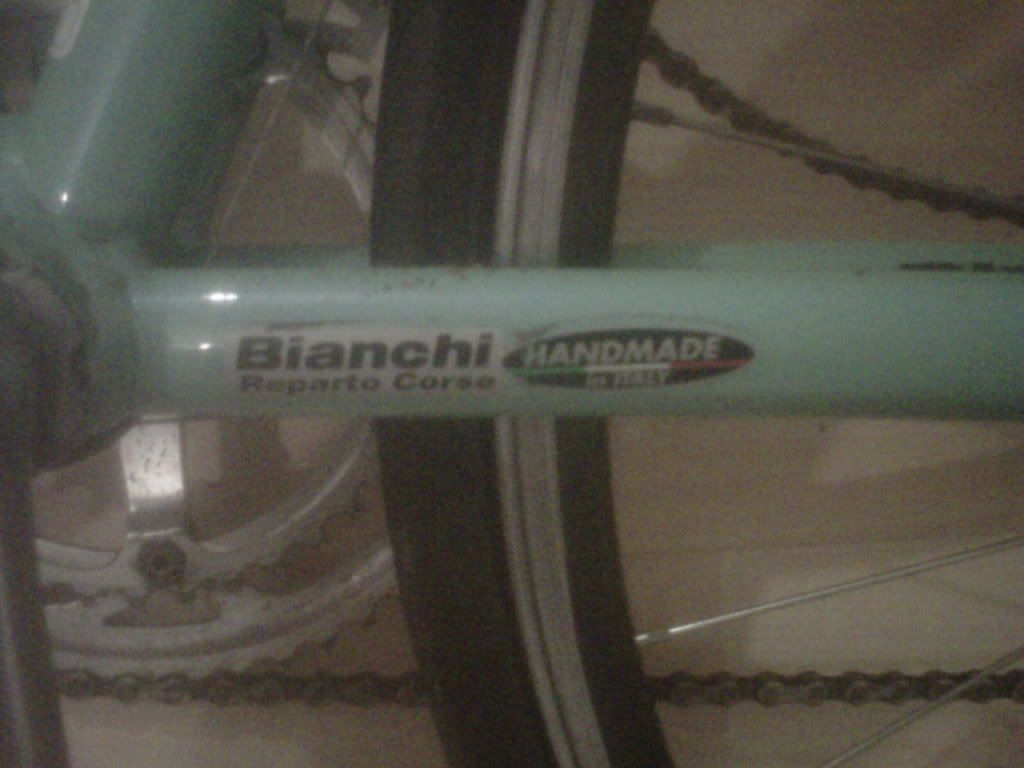 Bianchi
Reparto Corse
HANDMADE
in ITALY